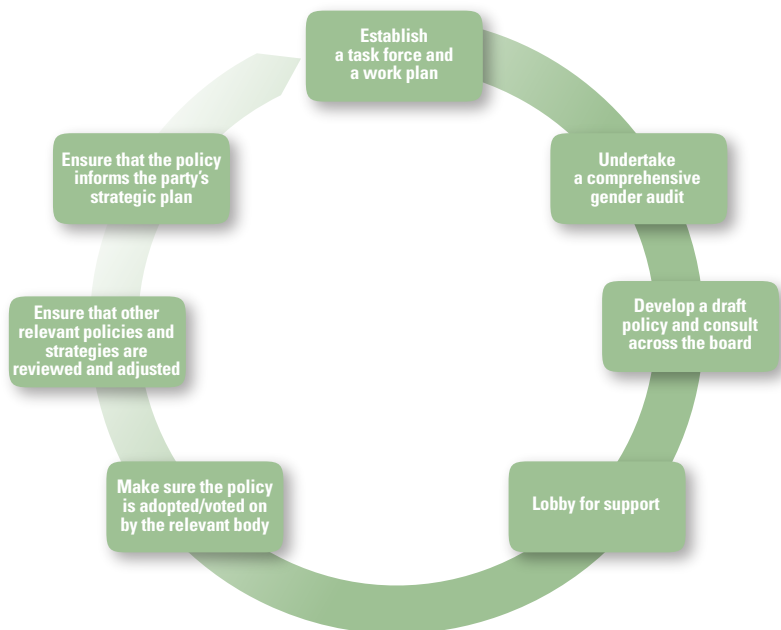 Establish
a task force and
a work plan
Undertake
a comprehensive
gender audit
Develop a draft
policy and consult
across the board
Lobby for support
Make sure the policy
is adopted/voted on
by the relevant body
Ensure that other
relevant policies and
strategies are
reviewed and adjusted
Ensure that the policy
informs the party’s
strategic plan